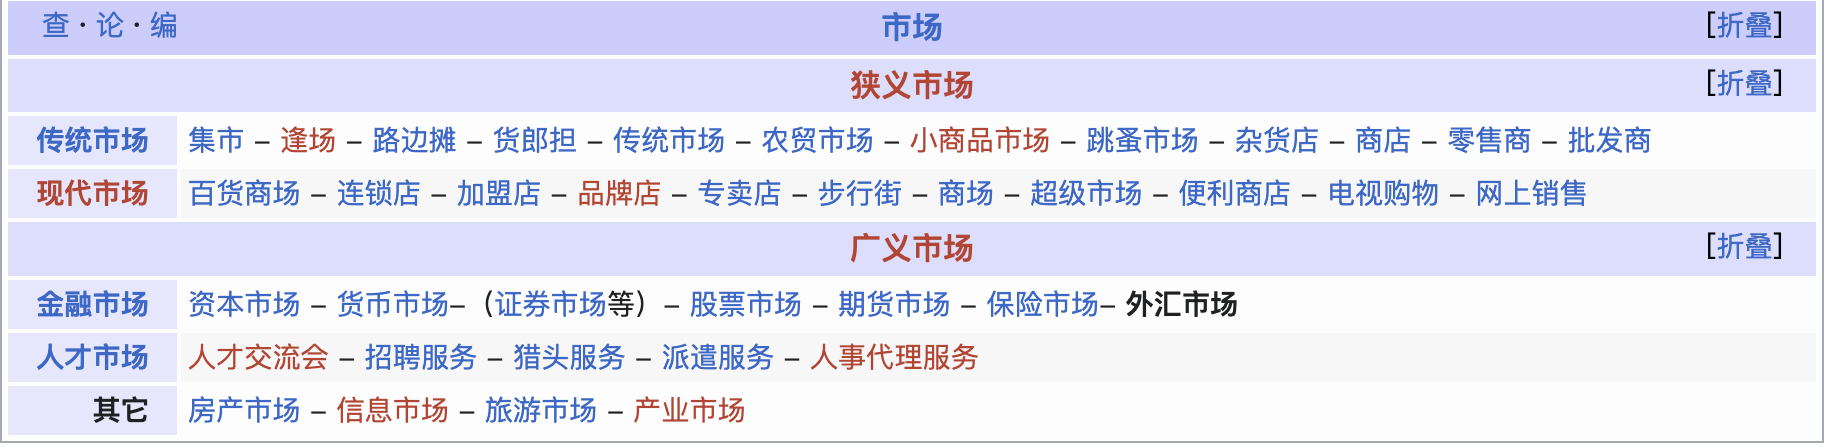 查 · 论 · 编 市场 [折叠]
狭义市场 [折叠]
传统市场 集市 – 逢场 – 路边摊 – 货郎担 – 传统市场 – 农贸市场 – 小商品市场 – 跳蚤市场 – 杂货店 – 商店 – 零售商 – 批发商
现代市场 百货商场 – 连锁店 – 加盟店 – 品牌店 – 专卖店 – 步行街 – 商场 – 超级市场 – 便利商店 – 电视购物 – 网上销售
广义市场 [折叠]
金融市场 资本市场 – 货币市场–（证券市场等）– 股票市场 – 期货市场 – 保险市场– 外汇市场
人才市场 人才交流会 – 招聘服务 – 猎头服务 – 派遣服务 – 人事代理服务
其它 房产市场 – 信息市场 – 旅游市场 – 产业市场